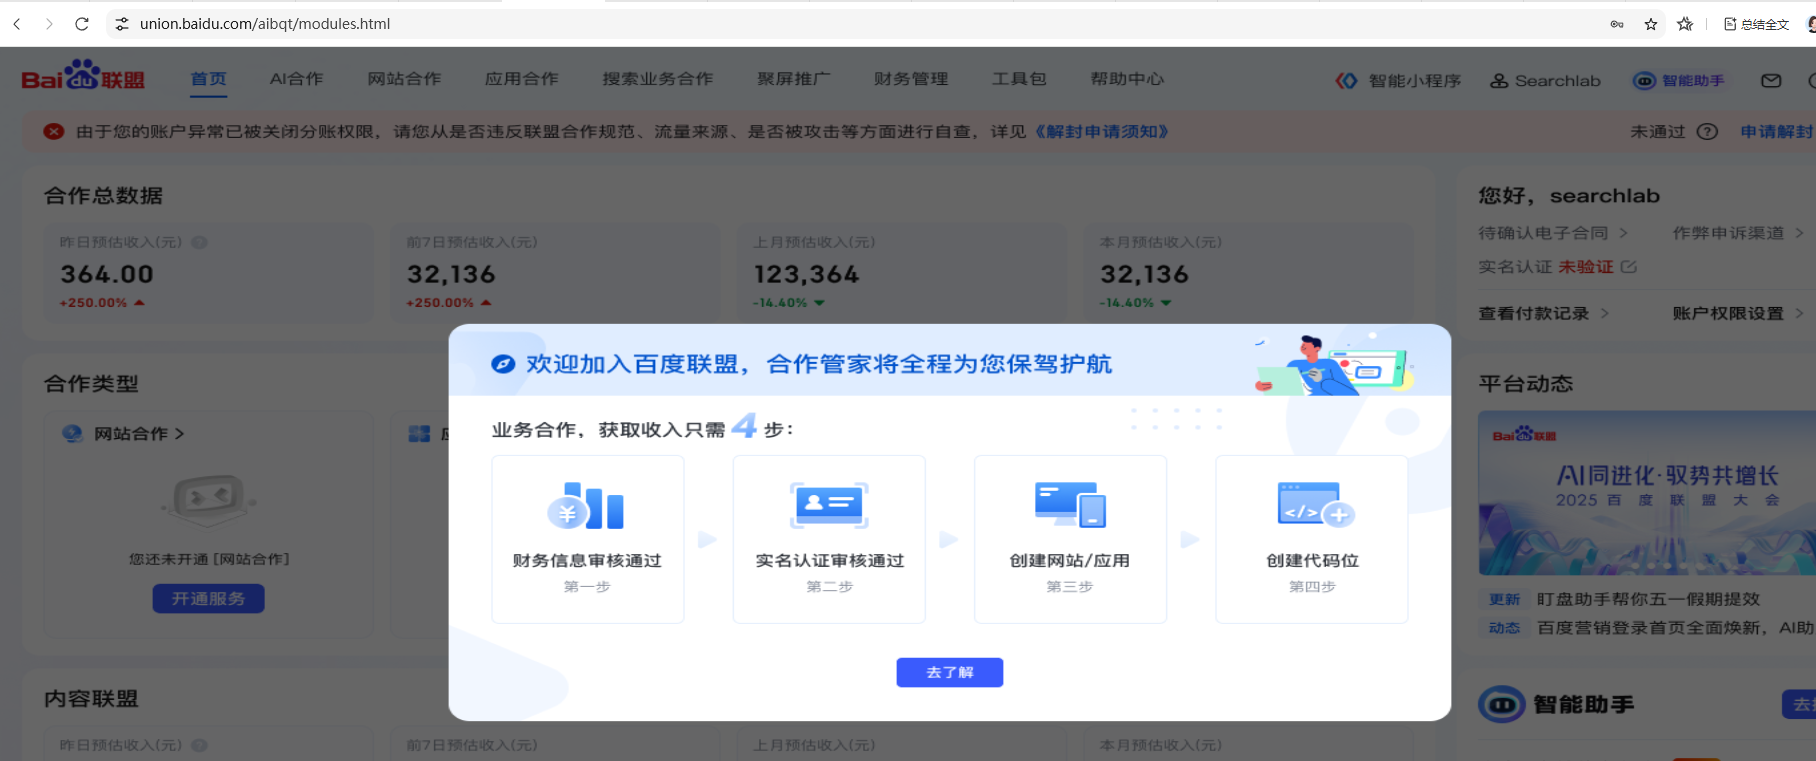 union.baidu.com/aibqt/modules.html
总结全文
Bai du 联盟
首页 AI合作 网站合作 应用合作 搜索业务合作 聚屏推广 财务管理 工具包 帮助中心
智能小程序 Searchlab 智能助手
由于您的账户异常已被关闭分账权限，请您从是否违反联盟合作规范、流量来源、是否被攻击等方面进行自查，详见《解封申请须知》
未通过 申请解封
合作总数据
昨日预估收入(元) 前7日预估收入(元) 上月预估收入(元) 本月预估收入(元)
364.00 32,136 123,364 32,136
+250.00% +250.00% -14.40% -14.40%
您好，searchlab
待确认电子合同 > 作弊申诉渠道 >
实名认证 未验证
查看付款记录 > 账户权限设置 >
欢迎加入百度联盟，合作管家将全程为您保驾护航
业务合作，获取收入只需 4 步：
¥
</>
财务信息审核通过 实名认证审核通过 创建网站/应用 创建代码位
第一步 第二步 第三步 第四步
去了解
合作类型
网站合作 >
您还未开通 [网站合作]
开通服务
平台动态
Bai du 联盟
AI同进化·驭势共增长
2025百度联盟大会
更新 盯盘助手帮你五一假期提效
动态 百度营销登录首页全面焕新，AI助
内容联盟
智能助手
昨日预估收入(元) 前7日预估收入(元) 上月预估收入(元) 本月预估收入(元)